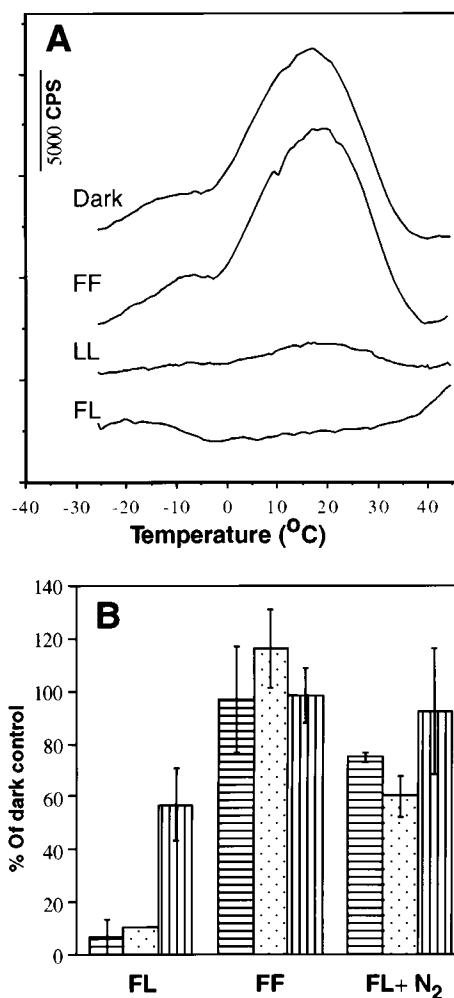 A
5000 CPS
Dark
FF
LL
FL
-40 -30 -20 -10 0 10 20 30 40
Temperature (°C)
B
% Of dark control
140
120
100
80
60
40
20
0
FL FF FL+ N₂